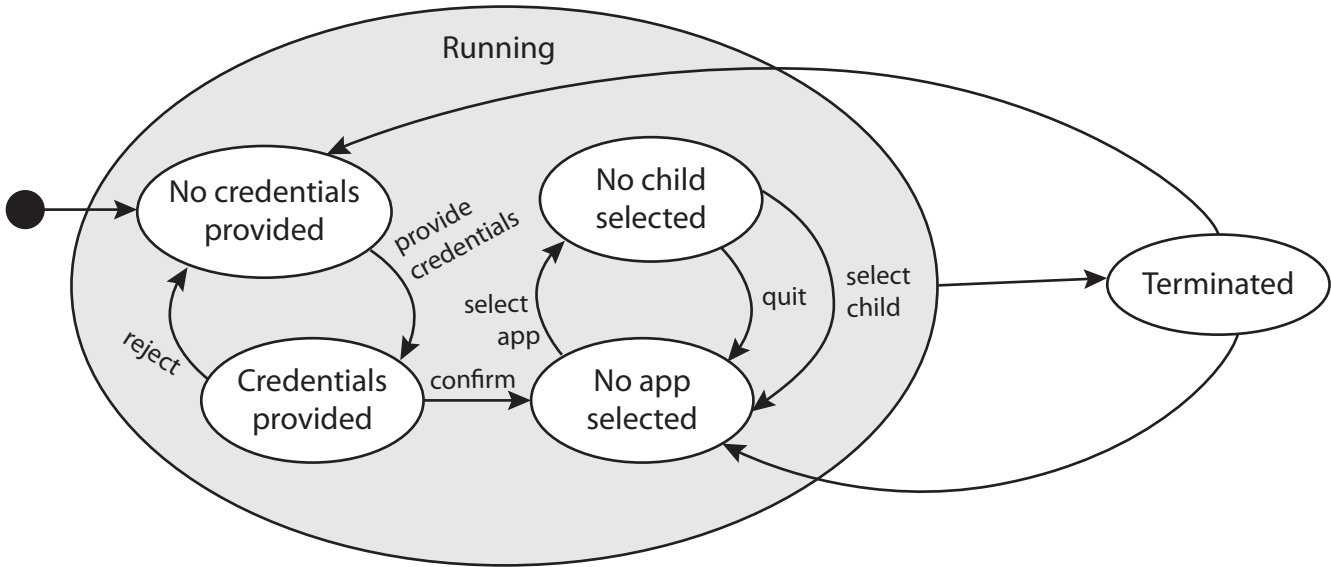 Running
No credentials
provided
provide
credentials
No child
selected
select
app
quit
select
child
Terminated
reject
Credentials
provided
confirm
No app
selected